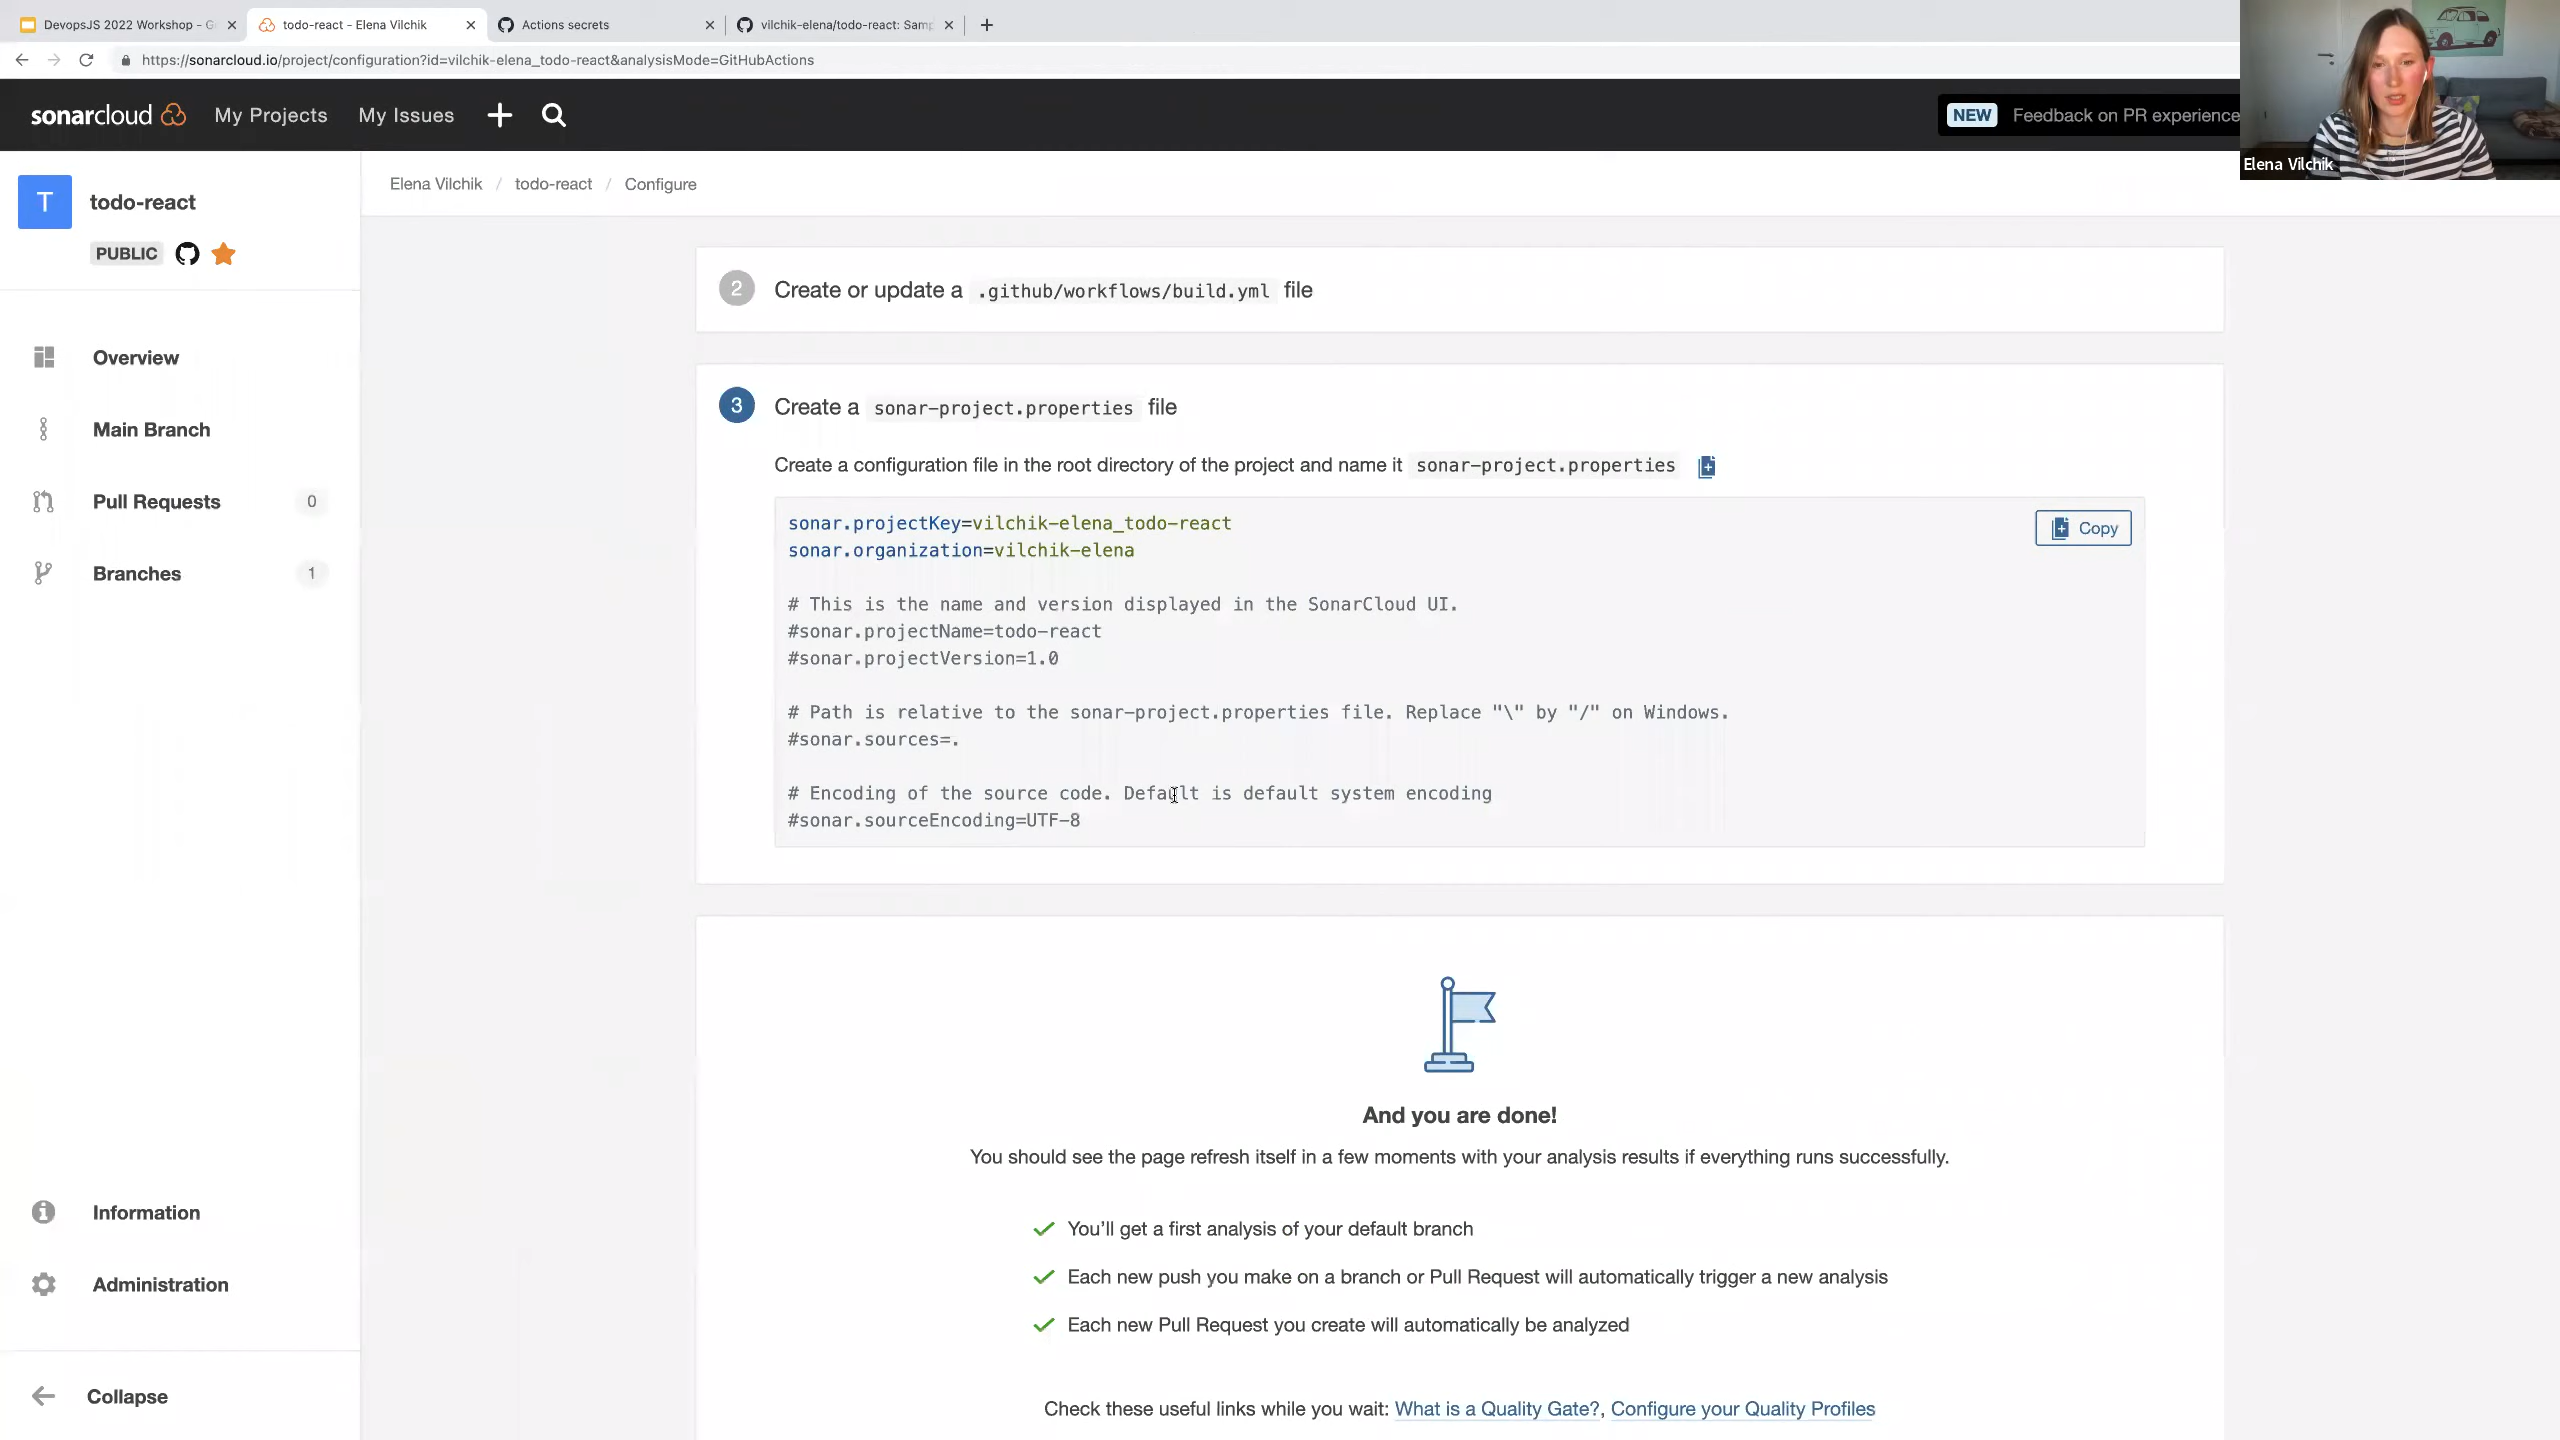 DevopsJS 2022 Workshop - G
todo-react - Elena Vilchik
Actions secrets
vilchik-elena/todo-react: Sam
https://sonarcloud.io/project/configuration?id=vilchik-elena_todo-react&analysisMode=GitHubActions
sonarcloud
My Projects
My Issues
NEW
Feedback on PR experience
Elena Vilchik
T
todo-react
PUBLIC
Overview
Main Branch
Pull Requests
0
Branches
1
Information
Administration
Collapse
Elena Vilchik / todo-react / Configure
2 Create or update a .github/workflows/build.yml file
3 Create a sonar-project.properties file
Create a configuration file in the root directory of the project and name it sonar-project.properties
Copy
sonar.projectKey=vilchik-elena_todo-react
sonar.organization=vilchik-elena
# This is the name and version displayed in the SonarCloud UI.
#sonar.projectName=todo-react
#sonar.projectVersion=1.0
# Path is relative to the sonar-project.properties file. Replace "\" by "/" on Windows.
#sonar.sources=.
# Encoding of the source code. Default is default system encoding
#sonar.sourceEncoding=UTF-8
And you are done!
You should see the page refresh itself in a few moments with your analysis results if everything runs successfully.
You'll get a first analysis of your default branch
Each new push you make on a branch or Pull Request will automatically trigger a new analysis
Each new Pull Request you create will automatically be analyzed
Check these useful links while you wait: What is a Quality Gate?, Configure your Quality Profiles